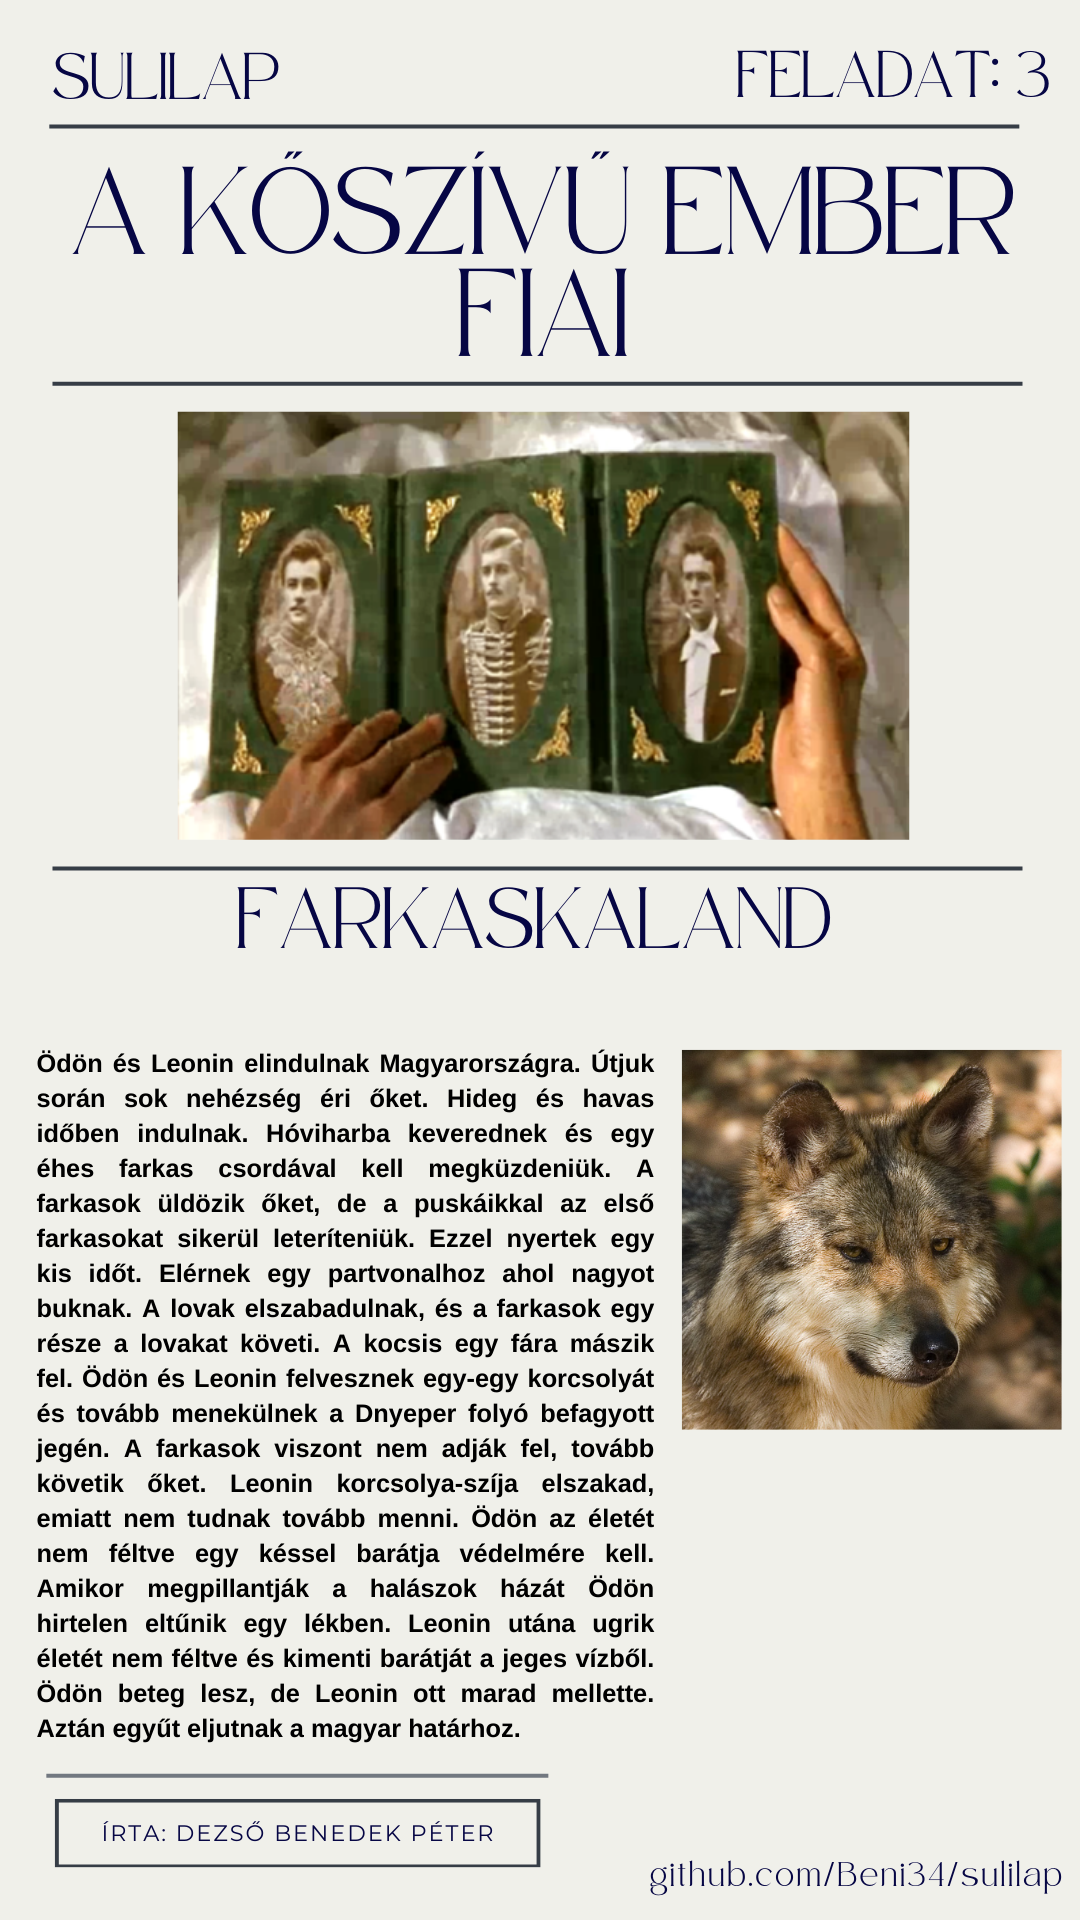 SULILAP
FELADAT: 3
A KŐSZÍVŰ EMBER
FIAI
FARKASKALAND
Ödön és Leonin elindulnak Magyarországra. Útjuk
során sok nehézség éri őket. Hideg és havas
időben indulnak. Hóviharba keverednek és egy
éhes farkas csordával kell megküzdeniük. A
farkasok üldözik őket, de a puskáikkal az első
farkasokat sikerül leteríteniük. Ezzel nyertek egy
kis időt. Elérnek egy partvonalhoz ahol nagyot
buknak. A lovak elszabadulnak, és a farkasok egy
része a lovakat követi. A kocsis egy fára mászik
fel. Ödön és Leonin felvesznek egy-egy korcsolyát
és tovább menekülnek a Dnyeper folyó befagyott
jegén. A farkasok viszont nem adják fel, tovább
követik őket. Leonin korcsolya-szíja elszakad,
emiatt nem tudnak tovább menni. Ödön az életét
nem féltve egy késsel barátja védelmére kell.
Amikor megpillantják a halászok házát Ödön
hirtelen eltűnik egy lékben. Leonin utána ugrik
életét nem féltve és kimenti barátját a jeges vízből.
Ödön beteg lesz, de Leonin ott marad mellette.
Aztán együt eljutnak a magyar határhoz.
ÍRTA: DEZSŐ BENEDEK PÉTER
github.com/Beni34/sulilap